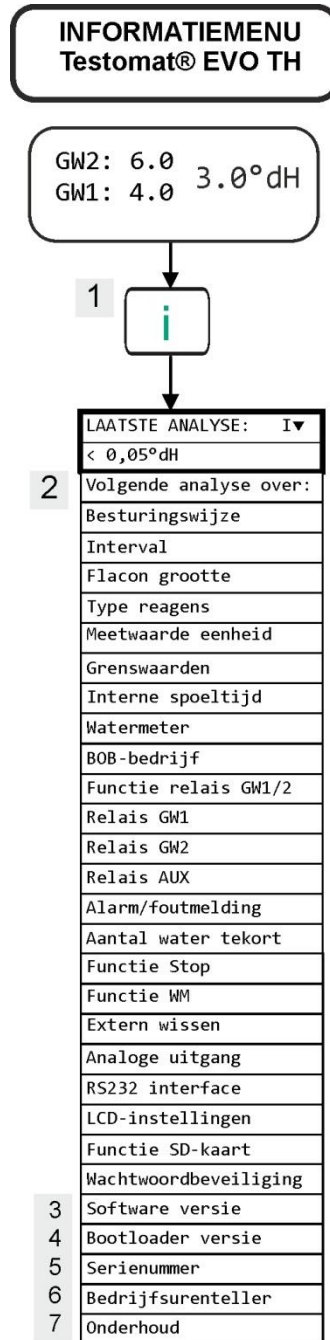 INFORMATIEMENU
Testomat® EVO TH
GW2: 6.0
GW1: 4.0
3.0°dH
1
i
LAATSTE ANALYSE: I▼
< 0,05°dH
2 Volgende analyse over:
Besturingswijze
Interval
Flacon grootte
Type reagens
Meetwaarde eenheid
Grenswaarden
Interne spoeltijd
Watermeter
BOB-bedrijf
Functie relais GW1/2
Relais GW1
Relais GW2
Relais AUX
Alarm/foutmelding
Aantal water tekort
Functie Stop
Functie WM
Extern wissen
Analoge uitgang
RS232 interface
LCD-instellingen
Functie SD-kaart
Wachtwoordbeveiliging
3 Software versie
4 Bootloader versie
5 Serienummer
6 Bedrijfsurenteller
7 Onderhoud